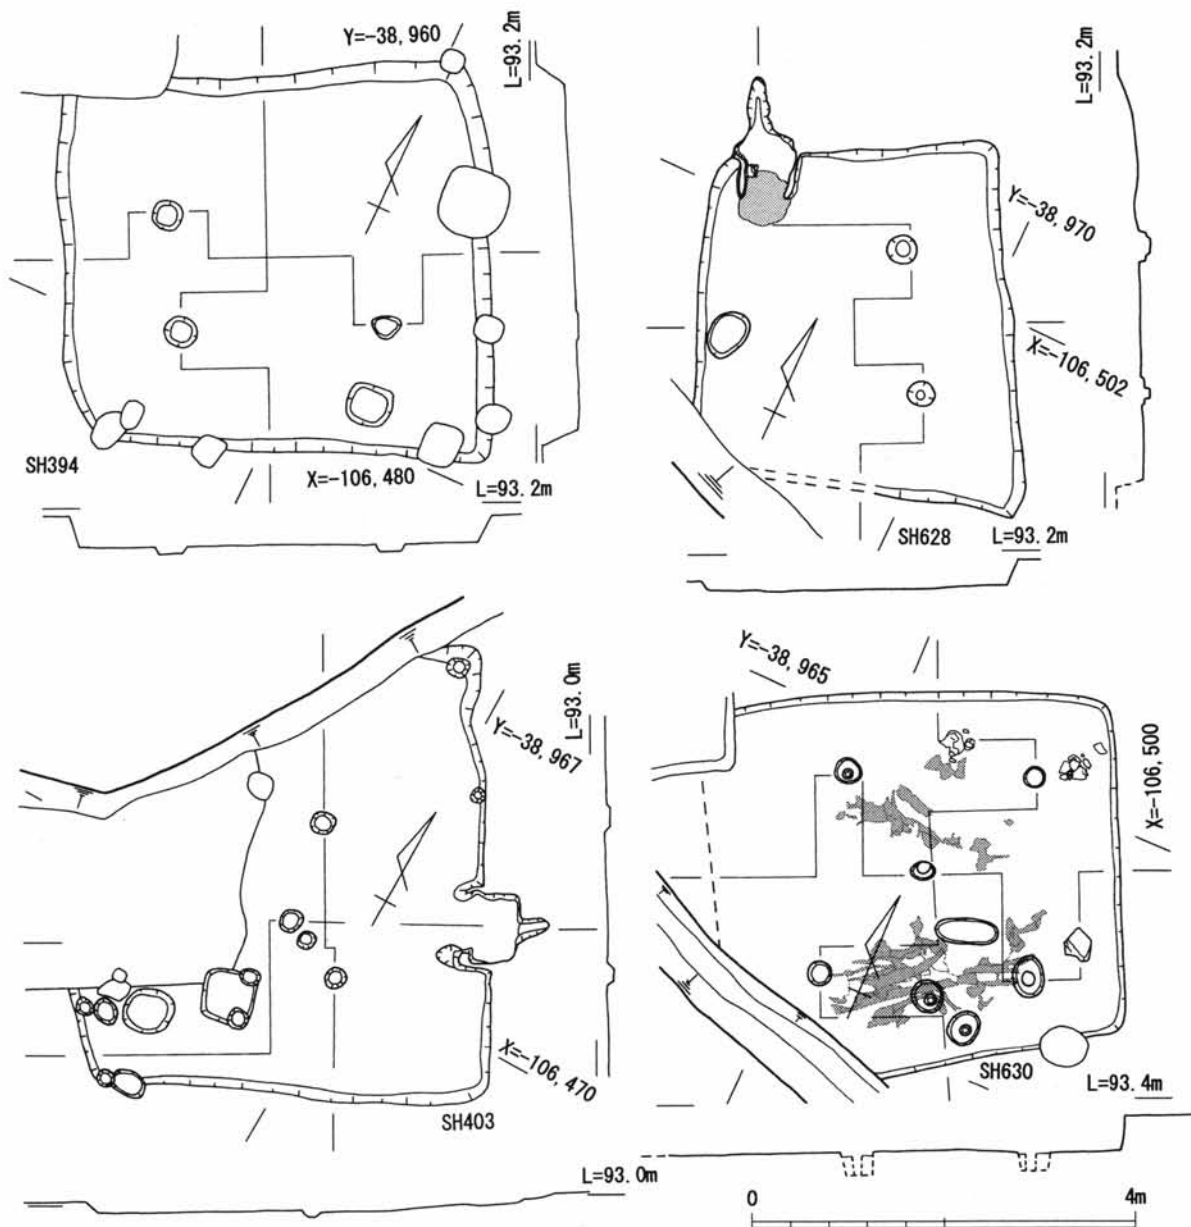 Y=-38,960
L=93.2m
SH394
X=-106,480
L=93.2m
L=93.2m
Y=-38,970
X=-106,502
SH628
L=93.2m
L=93.0m
Y=-38,967
X=-106,470
SH403
L=93.0m
Y=-38,965
X=-106,500
SH630
L=93.4m
0 4m